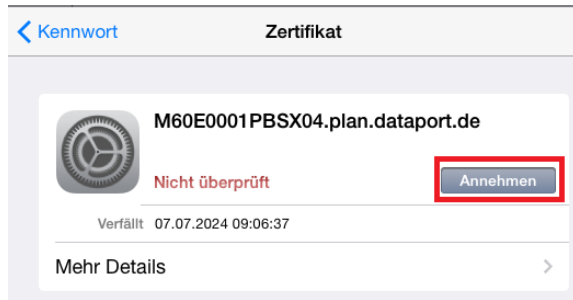 Kennwort Zertifikat
M60E0001PBSX04.plan.dataport.de
Nicht überprüft Annehmen
Verfällt 07.07.2024 09:06:37
Mehr Details